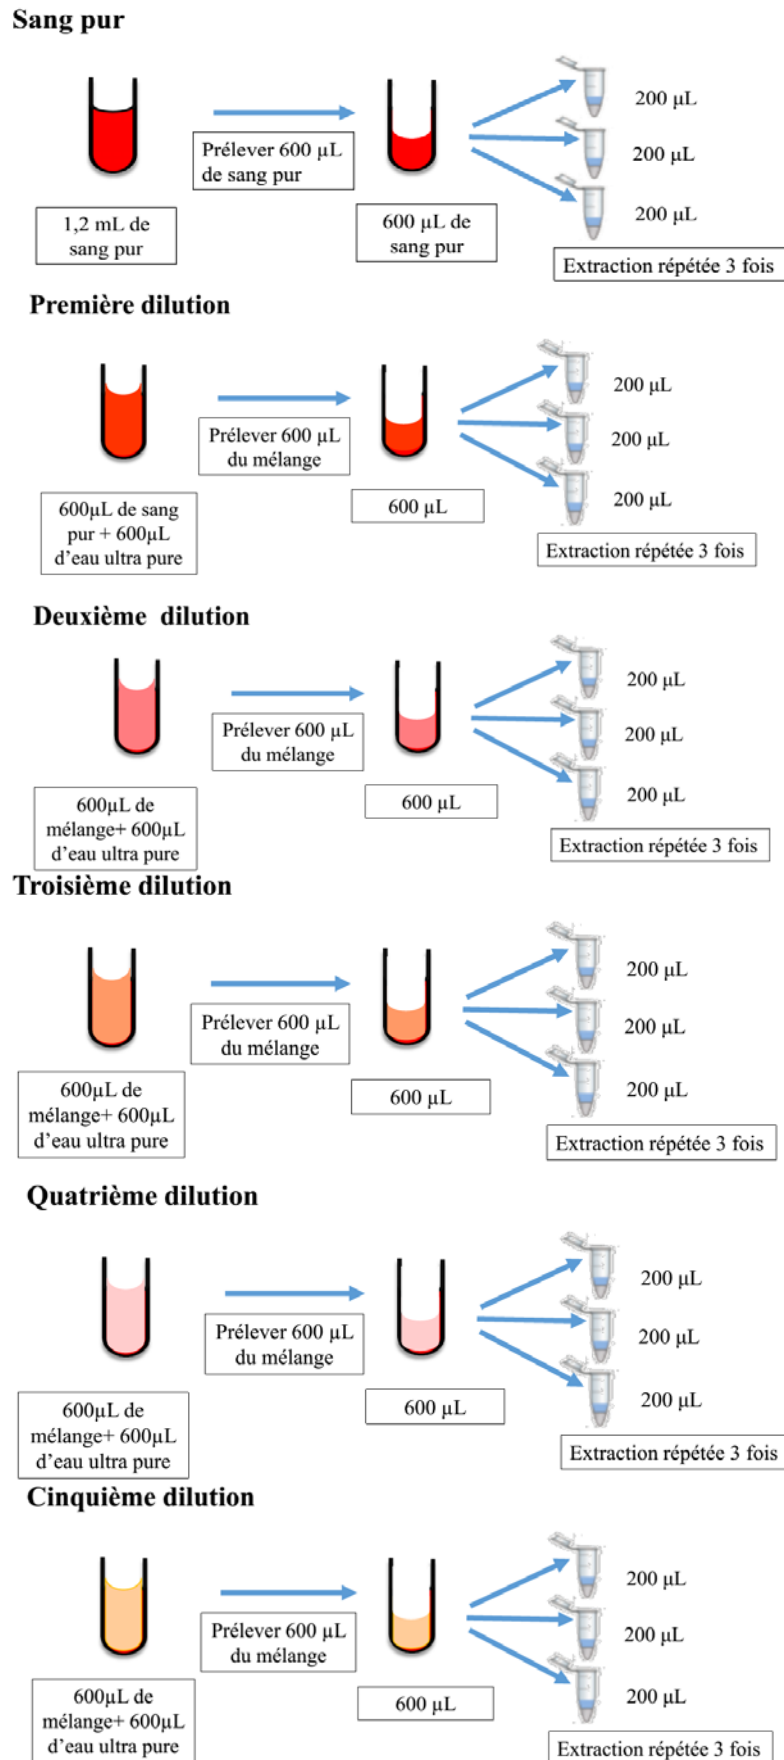 Sang pur
200 µL
Prélever 600 µL
de sang pur
200 µL
200 µL
1,2 mL de
sang pur
600 µL de
sang pur
Extraction répétée 3 fois
Première dilution
200 µL
Prélever 600 µL
du mélange
200 µL
200 µL
600µL de sang
pur + 600µL
d’eau ultra pure
600 µL
Extraction répétée 3 fois
Deuxième dilution
200 µL
Prélever 600 µL
du mélange
200 µL
200 µL
600µL de
mélange+ 600µL
d’eau ultra pure
600 µL
Extraction répétée 3 fois
Troisième dilution
200 µL
Prélever 600 µL
du mélange
200 µL
200 µL
600µL de
mélange+ 600µL
d’eau ultra pure
600 µL
Extraction répétée 3 fois
Quatrième dilution
200 µL
Prélever 600 µL
du mélange
200 µL
200 µL
600µL de
mélange+ 600µL
d’eau ultra pure
600 µL
Extraction répétée 3 fois
Cinquième dilution
200 µL
Prélever 600 µL
du mélange
200 µL
200 µL
600µL de
mélange+ 600µL
d’eau ultra pure
600 µL
Extraction répétée 3 fois